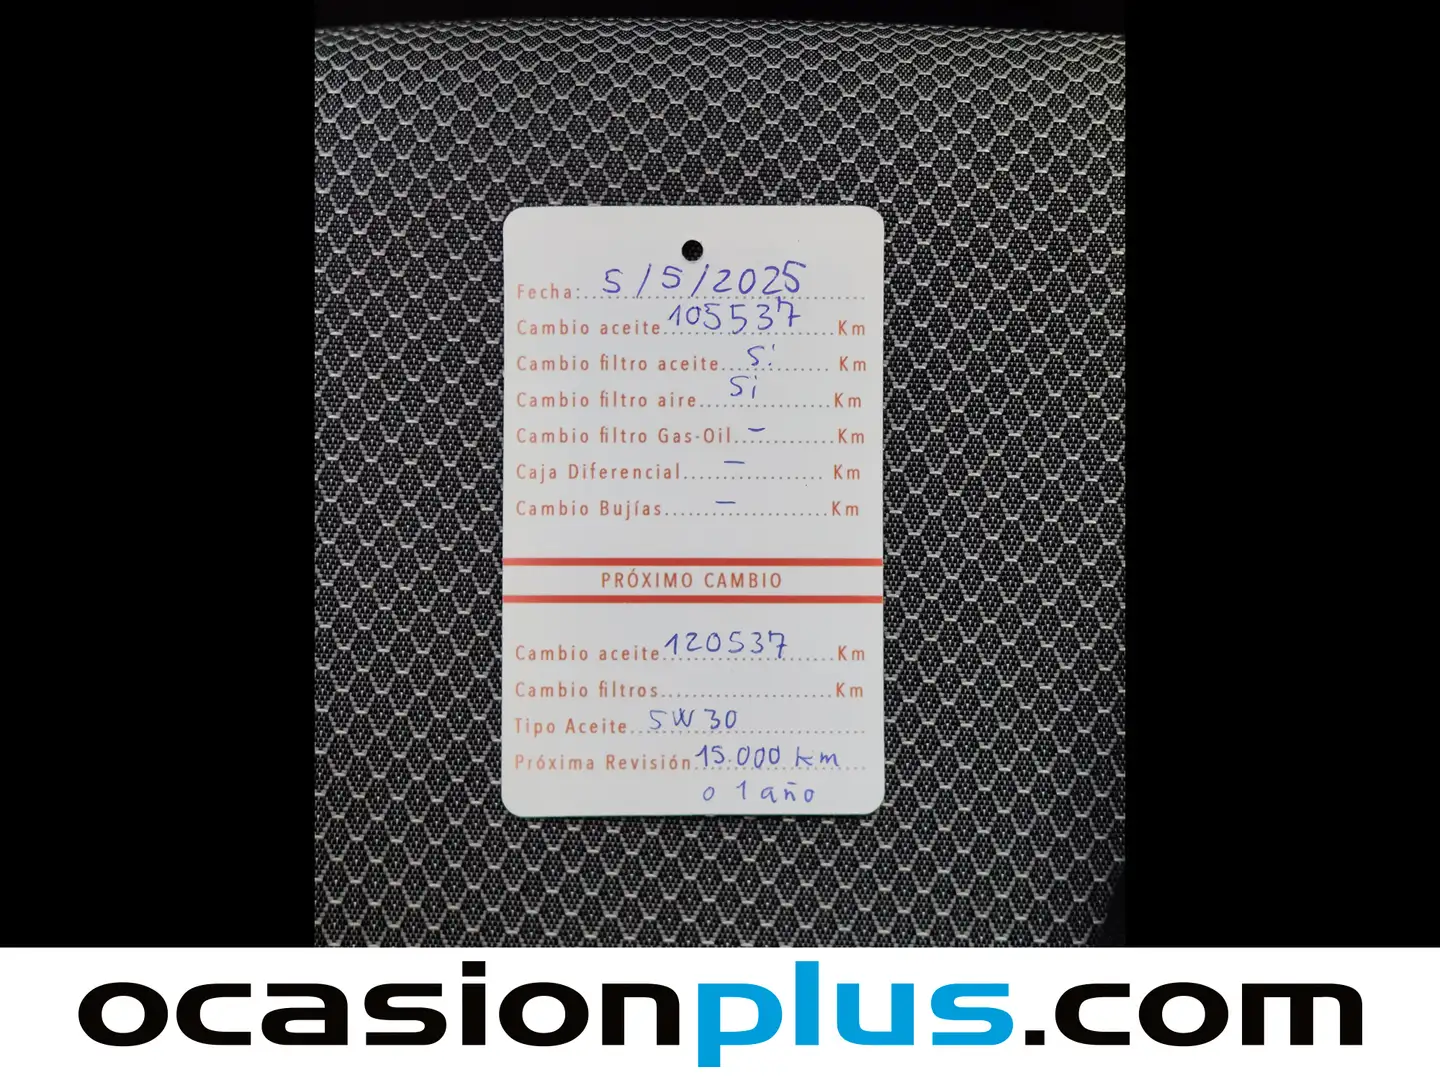 Fecha: 5/5/2025
Cambio aceite 105537 Km
Cambio filtro aceite Si Km
Cambio filtro aire Si Km
Cambio filtro Gas-Oil - Km
Caja Diferencial - Km
Cambio Bujías - Km
PRÓXIMO CAMBIO
Cambio aceite 120537 Km
Cambio filtros Km
Tipo Aceite 5W30
Próxima Revisión 15.000 km
o 1 año
ocasionplus.com